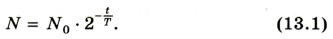 N = N₀ · 2^(-t/T). (13.1)